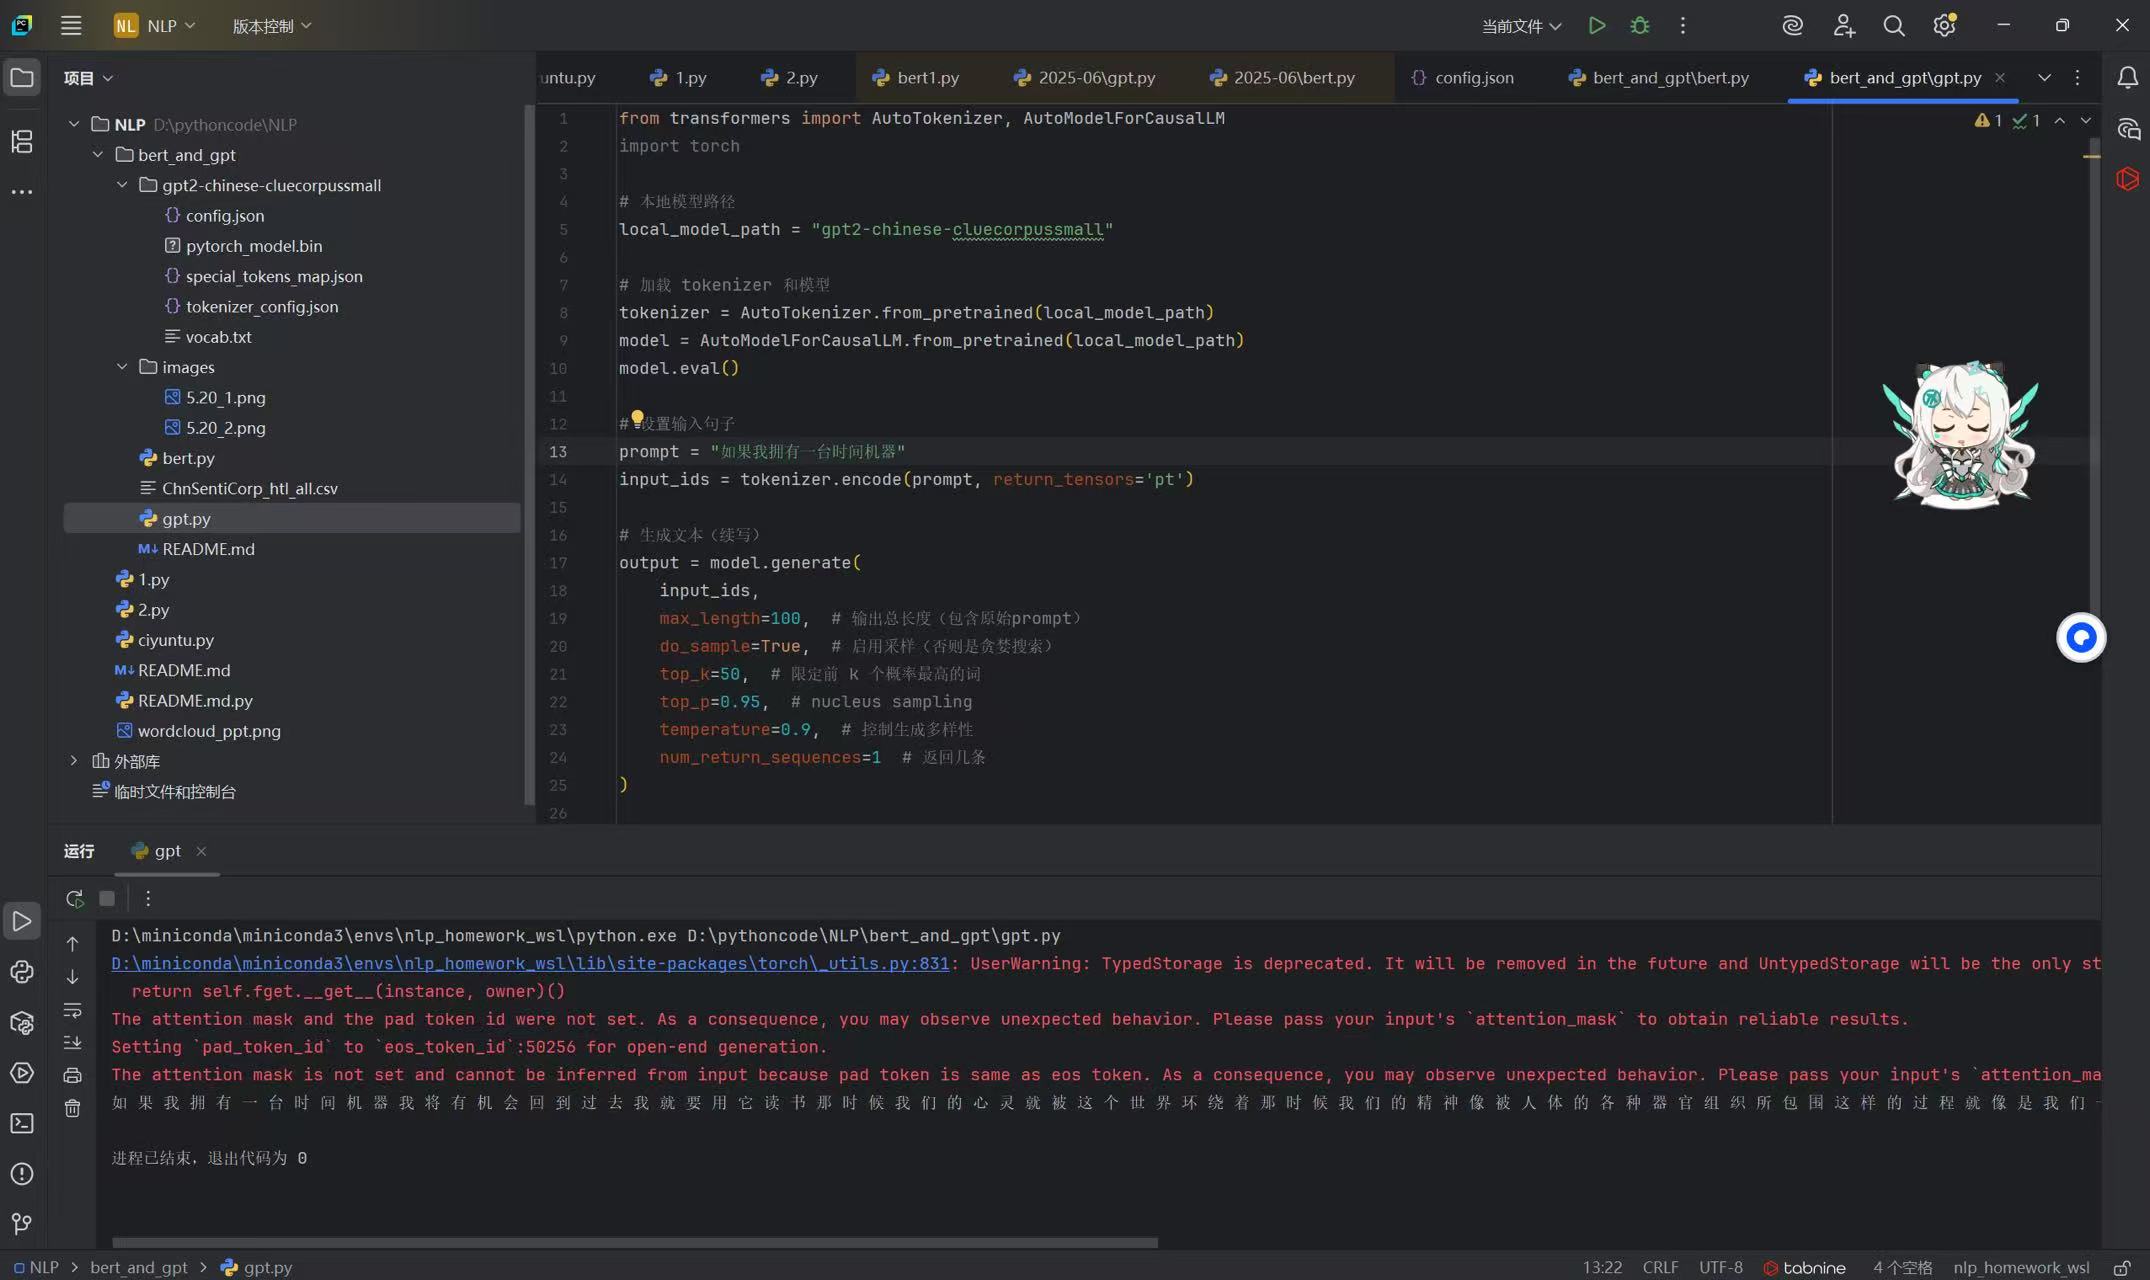 NL NLP 版本控制 当前文件
项目
untu.py 1.py 2.py bert1.py 2025-06\gpt.py 2025-06\bert.py config.json bert_and_gpt\bert.py bert_and_gpt\gpt.py
NLP D:\pythoncode\NLP
bert_and_gpt
gpt2-chinese-cluecorpussmall
config.json
pytorch_model.bin
special_tokens_map.json
tokenizer_config.json
vocab.txt
images
5.20_1.png
5.20_2.png
bert.py
ChnSentiCorp_htl_all.csv
gpt.py
README.md
1.py
2.py
ciyuntu.py
README.md
README.md.py
wordcloud_ppt.png
外部库
临时文件和控制台
1 from transformers import AutoTokenizer, AutoModelForCausalLM
2 import torch
3
4 # 本地模型路径
5 local_model_path = "gpt2-chinese-cluecorpussmall"
6
7 # 加载 tokenizer 和模型
8 tokenizer = AutoTokenizer.from_pretrained(local_model_path)
9 model = AutoModelForCausalLM.from_pretrained(local_model_path)
10 model.eval()
11
12 # 设置输入句子
13 prompt = "如果我拥有一台时间机器"
14 input_ids = tokenizer.encode(prompt, return_tensors='pt')
15
16 # 生成文本（续写）
17 output = model.generate(
18 input_ids,
19 max_length=100, # 输出总长度（包含原始prompt）
20 do_sample=True, # 启用采样（否则是贪婪搜索）
21 top_k=50, # 限定前 k 个概率最高的词
22 top_p=0.95, # nucleus sampling
23 temperature=0.9, # 控制生成多样性
24 num_return_sequences=1 # 返回几条
25 )
26
1 1
运行 gpt
D:\miniconda\miniconda3\envs\nlp_homework_wsl\python.exe D:\pythoncode\NLP\bert_and_gpt\gpt.py
D:\miniconda\miniconda3\envs\nlp_homework_wsl\lib\site-packages\torch\_utils.py:831: UserWarning: TypedStorage is deprecated. It will be removed in the future and UntypedStorage will be the only st
return self.fget.__get__(instance, owner)()
The attention mask and the pad token id were not set. As a consequence, you may observe unexpected behavior. Please pass your input's `attention_mask` to obtain reliable results.
Setting `pad_token_id` to `eos_token_id`:50256 for open-end generation.
The attention mask is not set and cannot be inferred from input because pad token is same as eos token. As a consequence, you may observe unexpected behavior. Please pass your input's `attention_ma
如 果 我 拥 有 一 台 时 间 机 器 我 将 有 机 会 回 到 过 去 我 就 要 用 它 读 书 那 时 候 我 们 的 心 灵 就 被 这 个 世 界 环 绕 着 那 时 候 我 们 的 精 神 像 被 人 体 的 各 种 器 官 组 织 所 包 围 这 样 的 过 程 就 像 是 我 们
进程已结束，退出代码为 0
NLP > bert_and_gpt > gpt.py 13:22 CRLF UTF-8 tabnine 4 个空格 nlp_homework_wsl